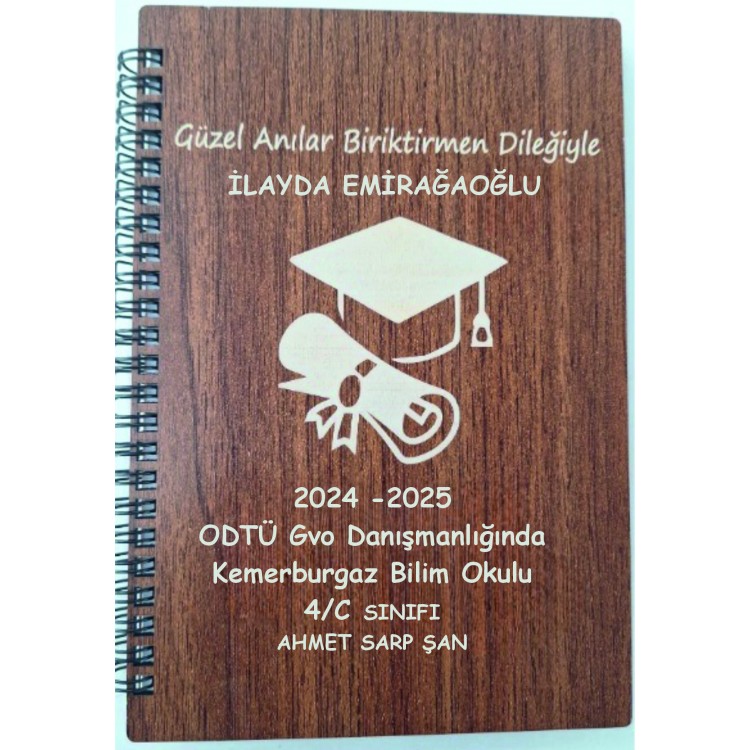 Güzel Anılar Biriktirmen Dileğiyle
İLAYDA EMİRAĞAOĞLU
2024 -2025
ODTÜ Gvo Danışmanlığında
Kemerburgaz Bilim Okulu
4/C SINIFI
AHMET SARP ŞAN